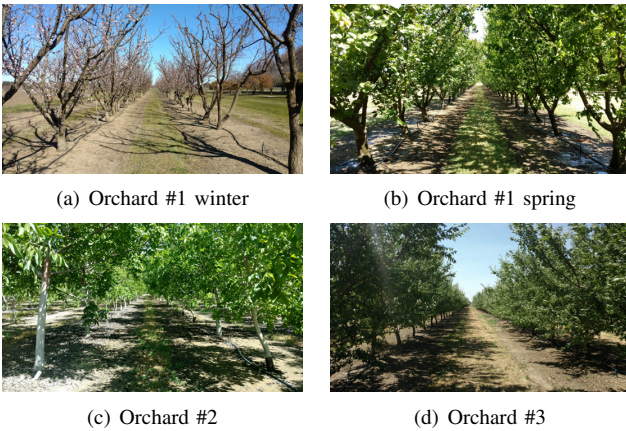 (a) Orchard #1 winter
(b) Orchard #1 spring
(c) Orchard #2
(d) Orchard #3